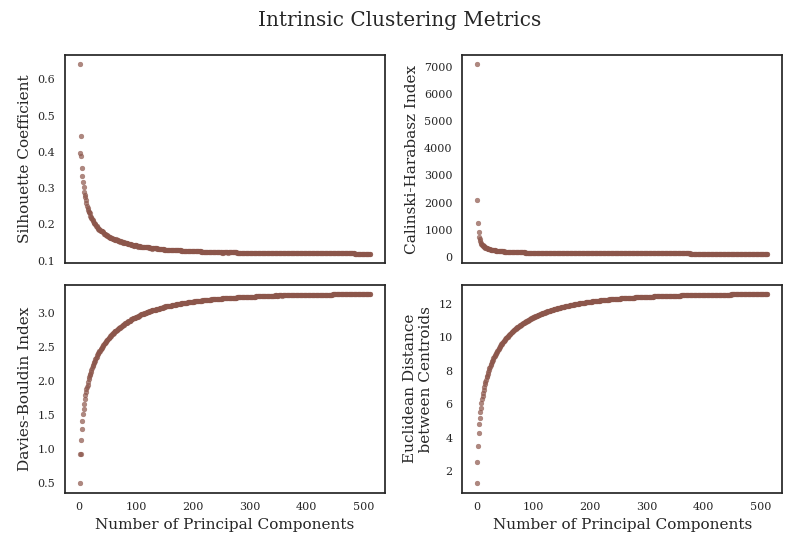 Intrinsic Clustering Metrics
Silhouette Coefficient
0.6
0.5
0.4
0.3
0.2
0.1
Calinski-Harabasz Index
7000
6000
5000
4000
3000
2000
1000
0
Davies-Bouldin Index
3.0
2.5
2.0
1.5
1.0
0.5
0 100 200 300 400 500
Number of Principal Components
Euclidean Distance
between Centroids
12
10
8
6
4
2
0 100 200 300 400 500
Number of Principal Components